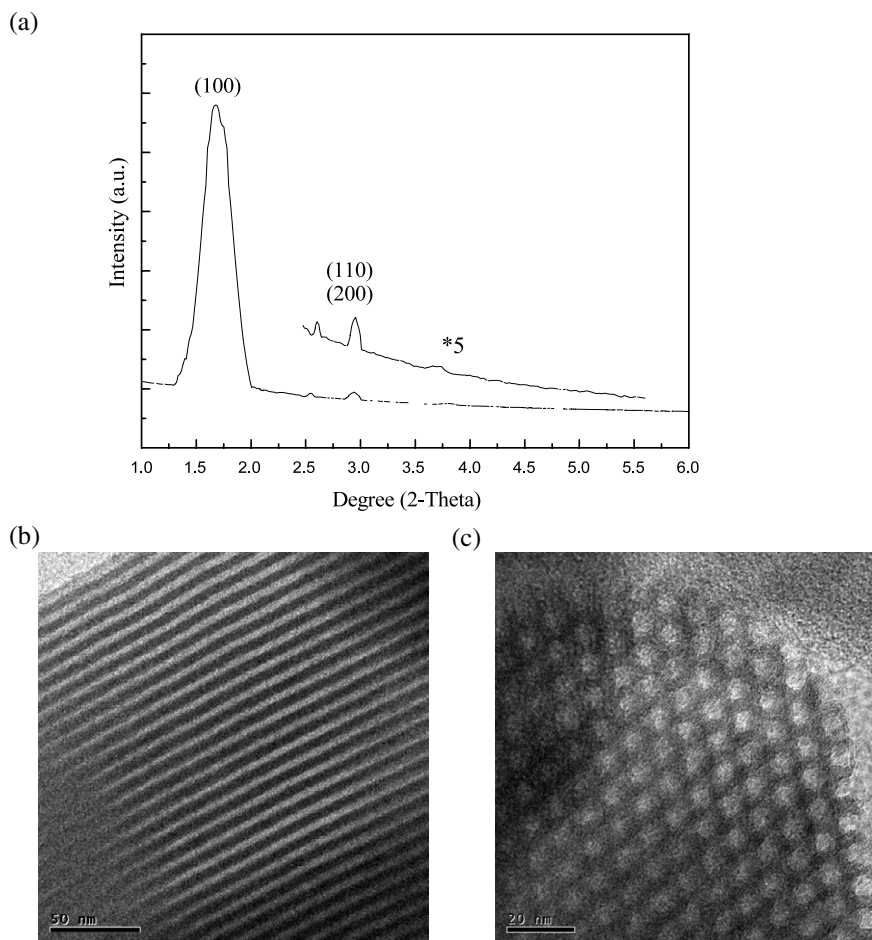 (a)
(100)
(110)
(200)
*5
Intensity (a.u.)
1.0 1.5 2.0 2.5 3.0 3.5 4.0 4.5 5.0 5.5 6.0
Degree (2-Theta)
(b) (c)
50 nm 20 nm